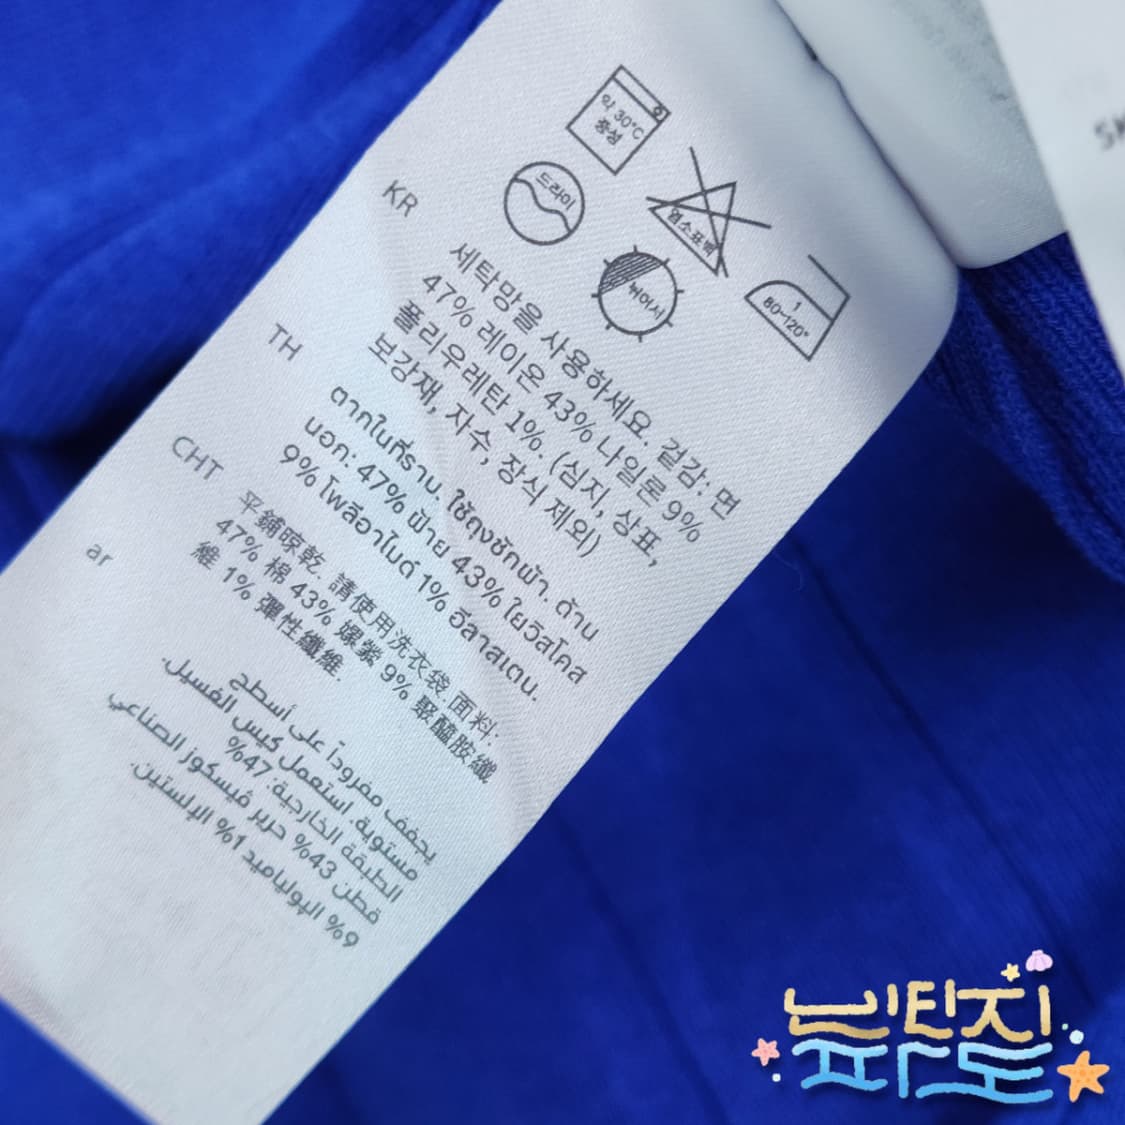 약 30°C
중성
염소표백
1
80~120°
드라이
뉘어서
KR
세탁망을 사용하세요. 겉감: 면
47% 레이온 43% 나일론 9%
폴리우레탄 1%. (심지, 상표,
보강재, 자수, 장식 제외)
TH
ตากในที่ราบ. ใช้ถุงซักผ้า. ด้าน
นอก: 47% ฝ้าย 43% ใยวิสโคส
9% โพลีอาไมด์ 1% อีลาสเตน.
CHT
平鋪晾乾. 請使用洗衣袋. 面料:
47% 棉 43% 嫘縈 9% 聚醯胺纖
維 1% 彈性纖維.
ar
يجفف مفروداً على أسطح
مستوية. استعمل كيس الغسيل.
الطبقة الخارجية: 47%
قطن 43% حرير فيسكوز الصناعي
9% البولياميد 1% الإلستين.
빈티지
파도